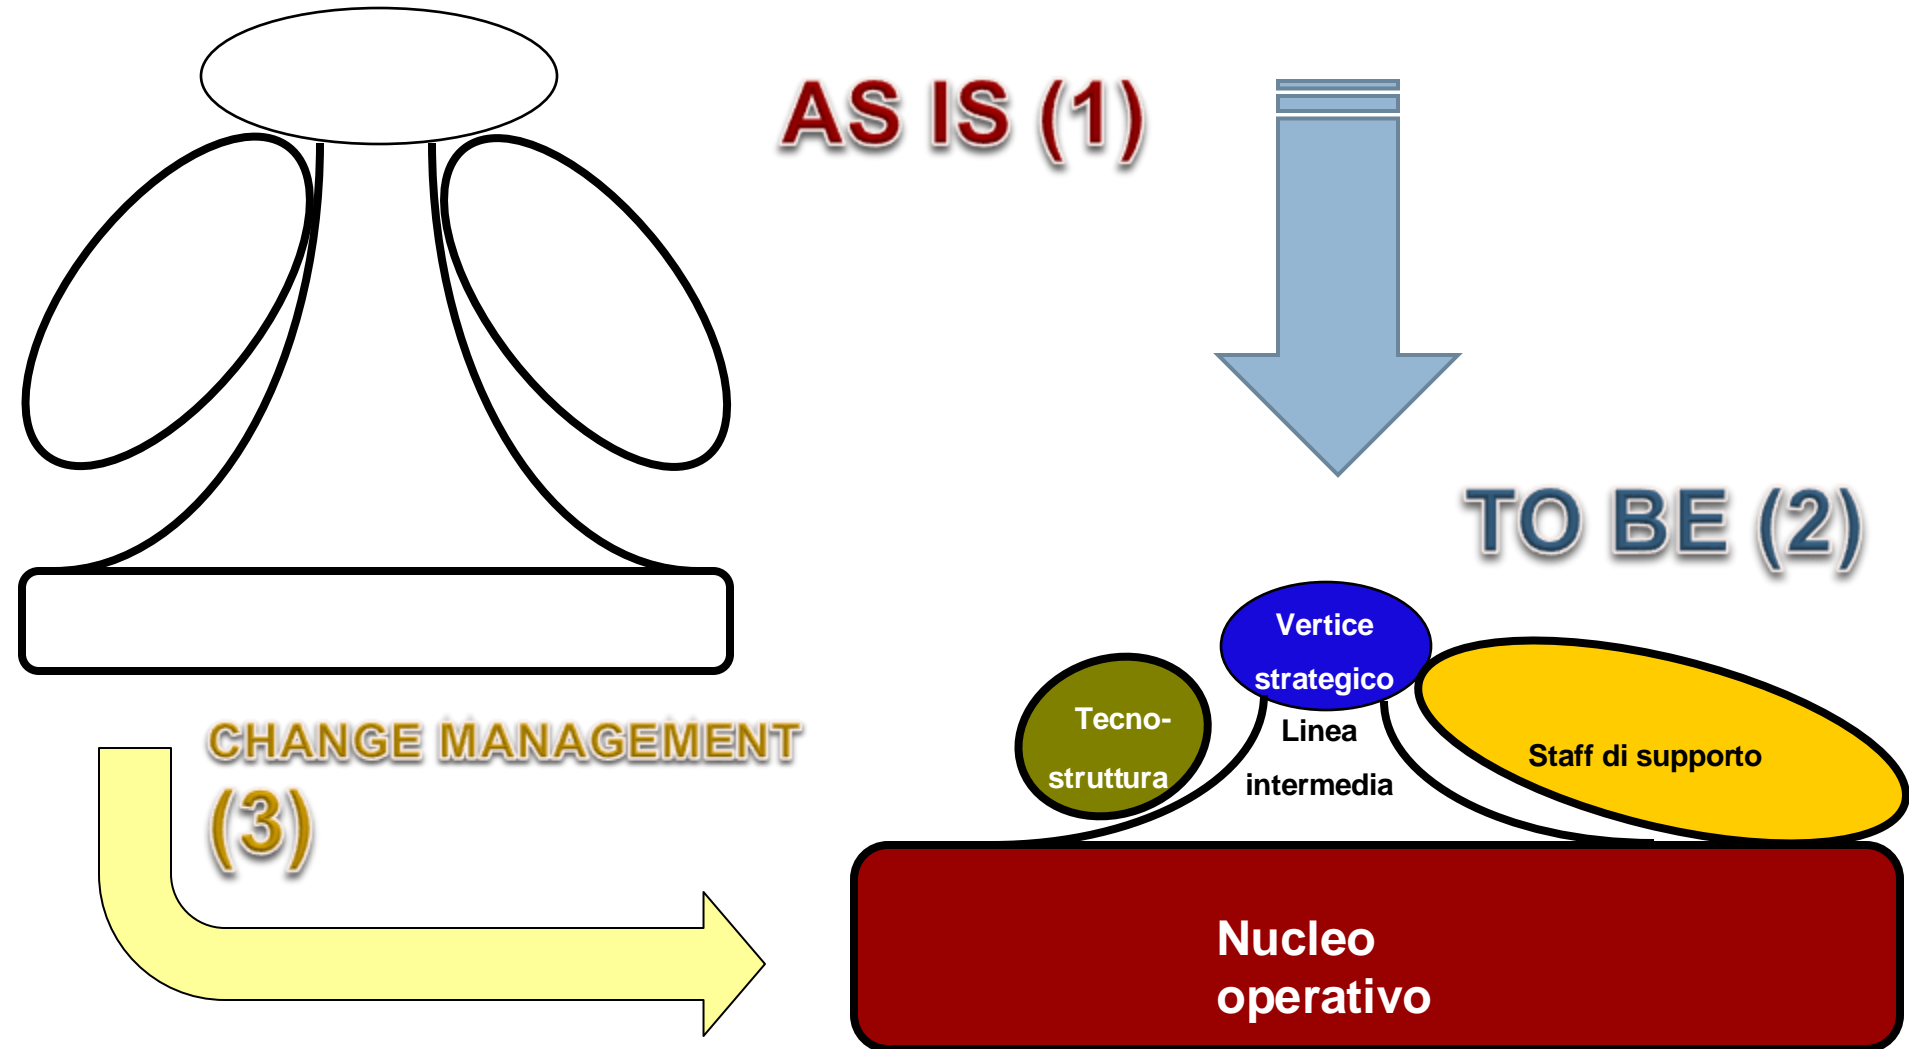 AS IS (1)
TO BE (2)
CHANGE MANAGEMENT
(3)
Vertice
strategico
Tecno-
struttura
Linea
intermedia
Staff di supporto
Nucleo
operativo